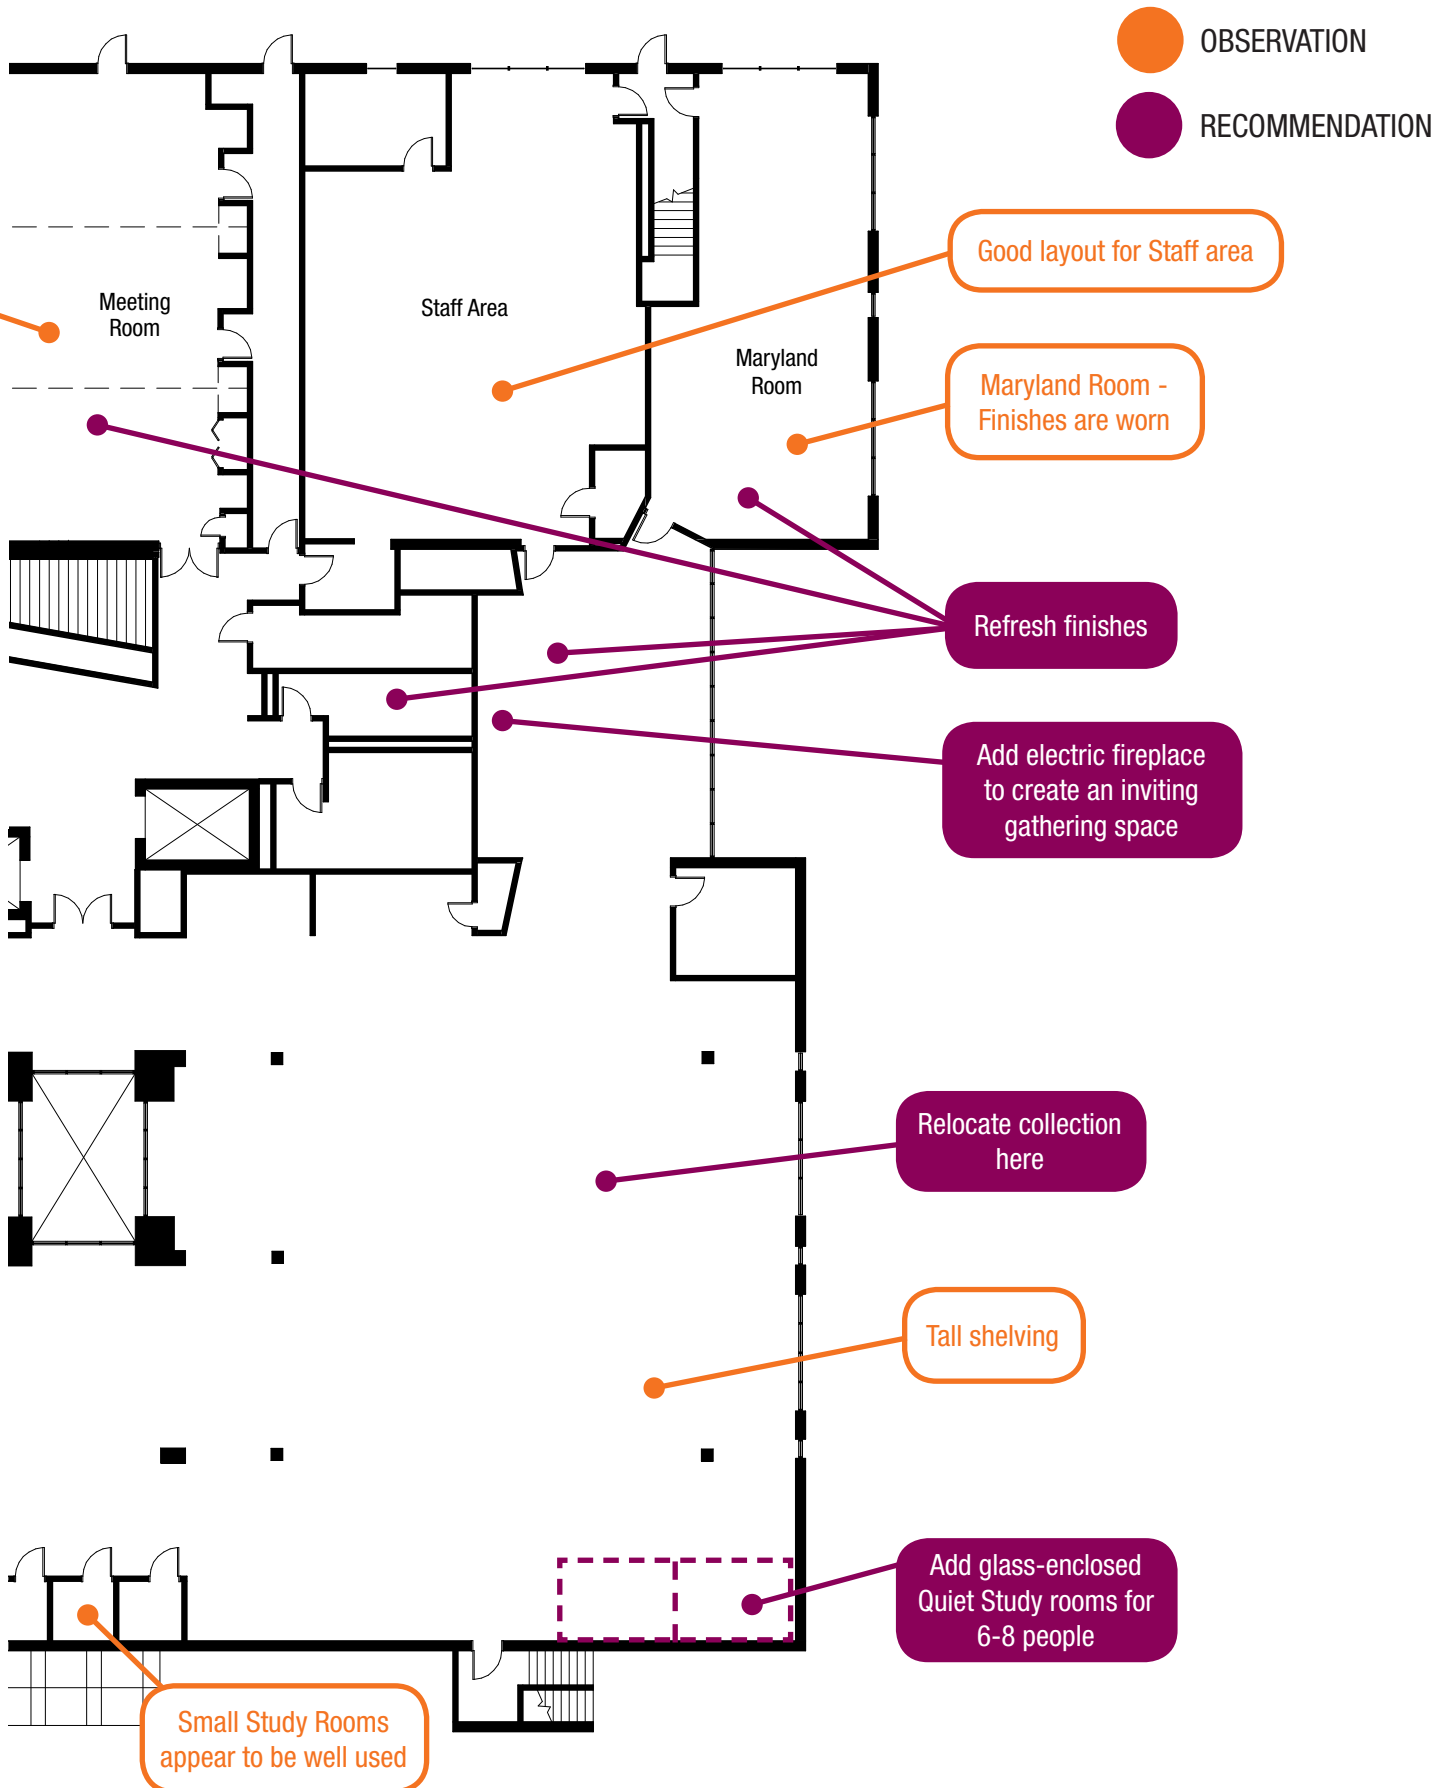 OBSERVATION
RECOMMENDATION
Good layout for Staff area
Meeting
Room
Staff Area
Maryland
Room
Maryland Room -
Finishes are worn
Refresh finishes
Add electric fireplace
to create an inviting
gathering space
Relocate collection
here
Tall shelving
Add glass-enclosed
Quiet Study rooms for
6-8 people
Small Study Rooms
appear to be well used